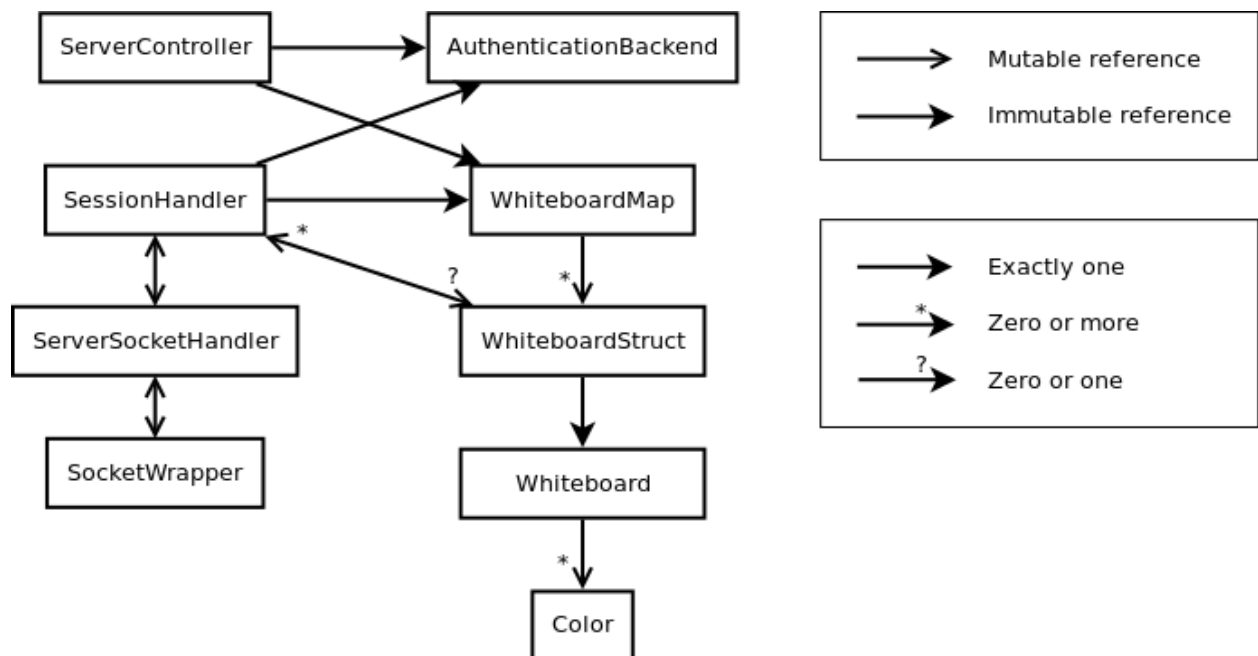 ServerController
AuthenticationBackend
SessionHandler
WhiteboardMap
*
?
*
ServerSocketHandler
WhiteboardStruct
SocketWrapper
Whiteboard
*
Color
Mutable reference
Immutable reference
Exactly one
*
Zero or more
?
Zero or one